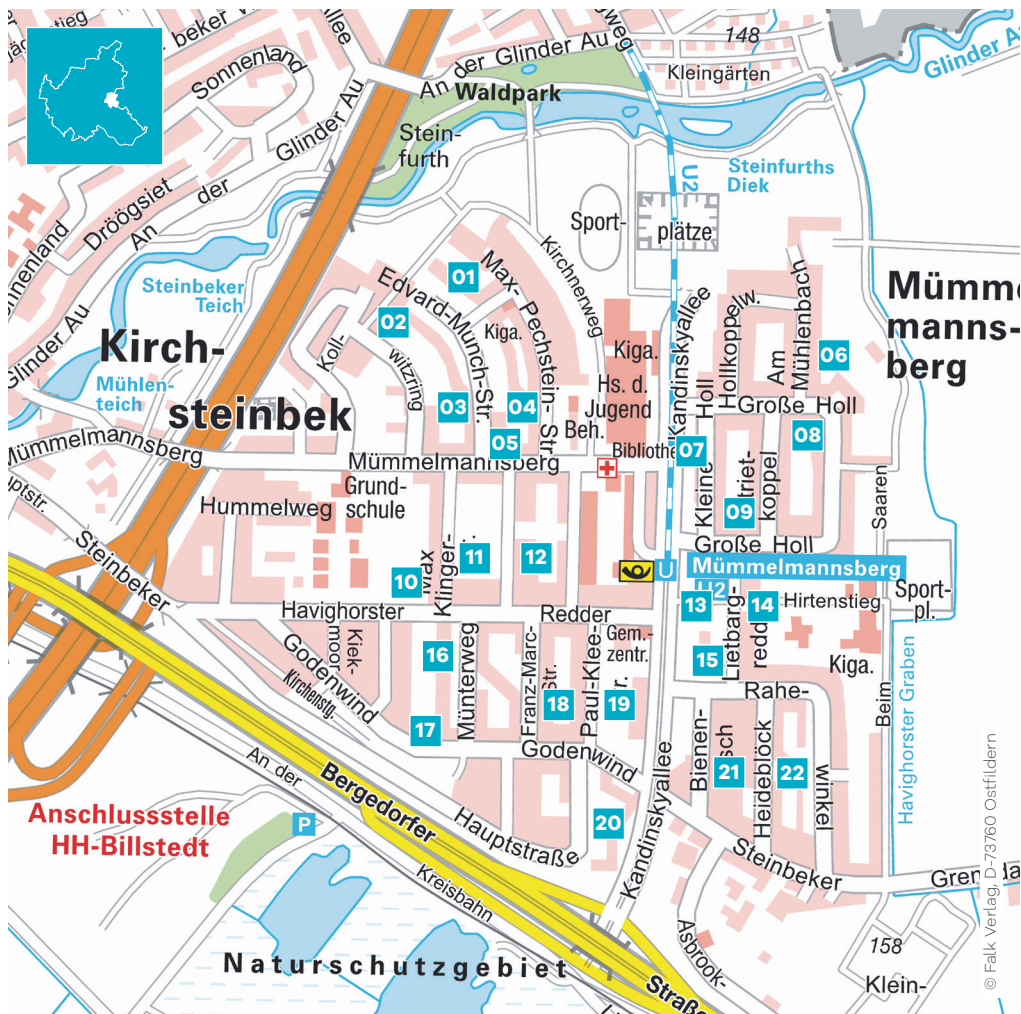 An der Glinder Au
148
Glinder Au
Kleingärten
Sonnenland
Waldpark
Glinder Au
der
An
Stein-
furth
Dröögsiet
U2
Steinfurths
Diek
Sport-
plätze
Steinbeker
Teich
Glinder Au
Kirchnerweg
01
Max-Pechstein-Str.
Edvard-Munch-Str.
02
Koll-
witzring
Kiga.
Kandinskyallee
Hollkoppelw.
Am
Mühlenbach
06
Mümme
manns-
berg
Kirch-
steinbek
Mühlen-
teich
03
04
05
Kiga.
Hs. d.
Jugend
Beh.
Bibliothe
07
Große Holl
08
Kleine Holl
09
triet-
koppel
Mümmelmannsberg
Mümmelmannsberg
Grund-
schule
Hummelweg
Steinbeker
Saaren
Beim
Große Holl
U
Mümmelmannsberg
10
Max
Klinger-
11
12
13
14
Hirtenstieg
Sport-
pl.
Havighorster
Redder
Gem.-
zentr.
Liebarg-
redd
15
Kiga.
Kiek-
moor
Godenwind
Kirchenstg.
16
17
Münterweg
Franz-Marc-
Str.
18
Paul-Klee-
19
r.
Rahe-
winkel
Bienen-
sch
21
Heideblöck
22
Havighorster Graben
Godenwind
20
Kandinskyallee
An der
Kreisbahn
Bergedorfer
Straße
Hauptstraße
Steinbeker
Anschlussstelle
HH-Billstedt
P
Asbrook-
158
Klein-
Naturschutzgebiet
© Falk Verlag, D-73760 Ostfildern